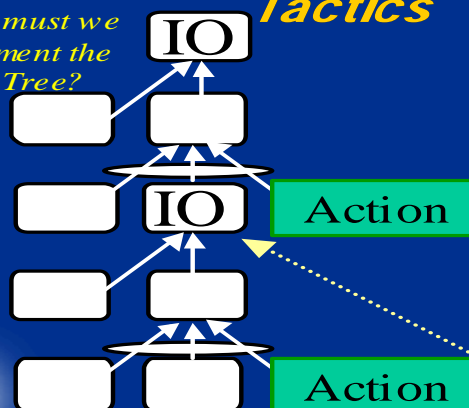 Tactics
must we
ment the
Tree?
IO
IO
Action
Action